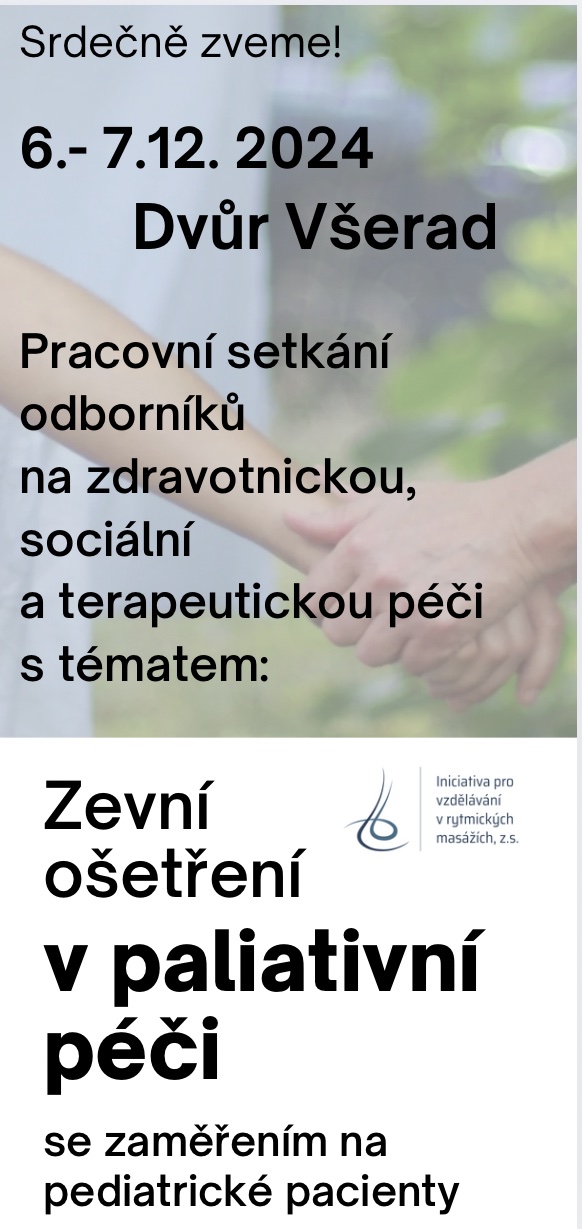 Srdečně zveme!
6.- 7.12. 2024
Dvůr Všerad
Pracovní setkání
odborníků
na zdravotnickou,
sociální
a terapeutickou péči
s tématem:
Zevní
ošetření
v paliativní
péči
Iniciativa pro
vzdělávání
v rytmických
masážích, z.s.
se zaměřením na
pediatrické pacienty